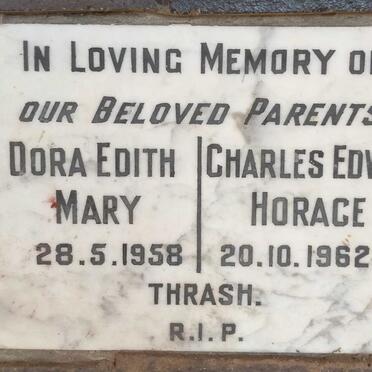 IN LOVING MEMORY O
OUR BELOVED PARENTS
DORA EDITH CHARLES EDW
MARY HORACE
28.5.1958 20.10.1962
THRASH.
R.I.P.